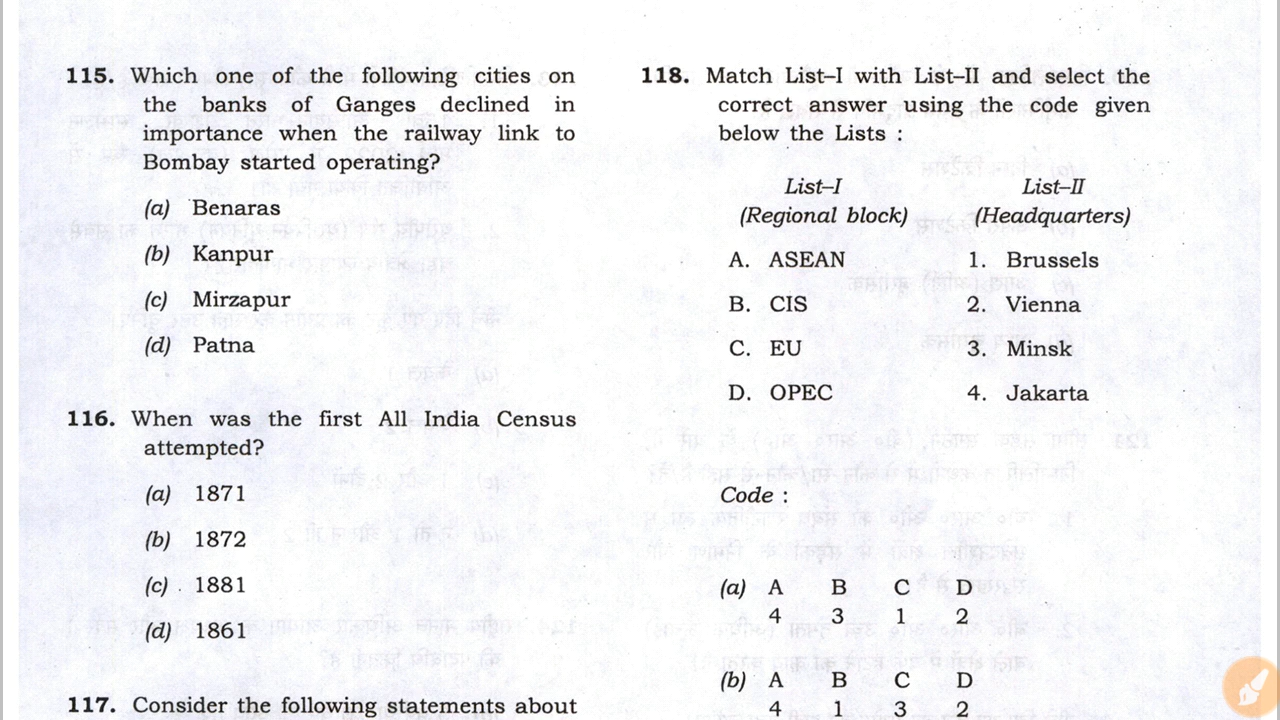 115. Which one of the following cities on
the banks of Ganges declined in
importance when the railway link to
Bombay started operating?
(a) Benaras
(b) Kanpur
(c) Mirzapur
(d) Patna
116. When was the first All India Census
attempted?
(a) 1871
(b) 1872
(c) 1881
(d) 1861
117. Consider the following statements about
118. Match List–I with List–II and select the
correct answer using the code given
below the Lists :
List–I List–II
(Regional block) (Headquarters)
A. ASEAN 1. Brussels
B. CIS 2. Vienna
C. EU 3. Minsk
D. OPEC 4. Jakarta
Code :
(a) A B C D
4 3 1 2
(b) A B C D
4 1 3 2